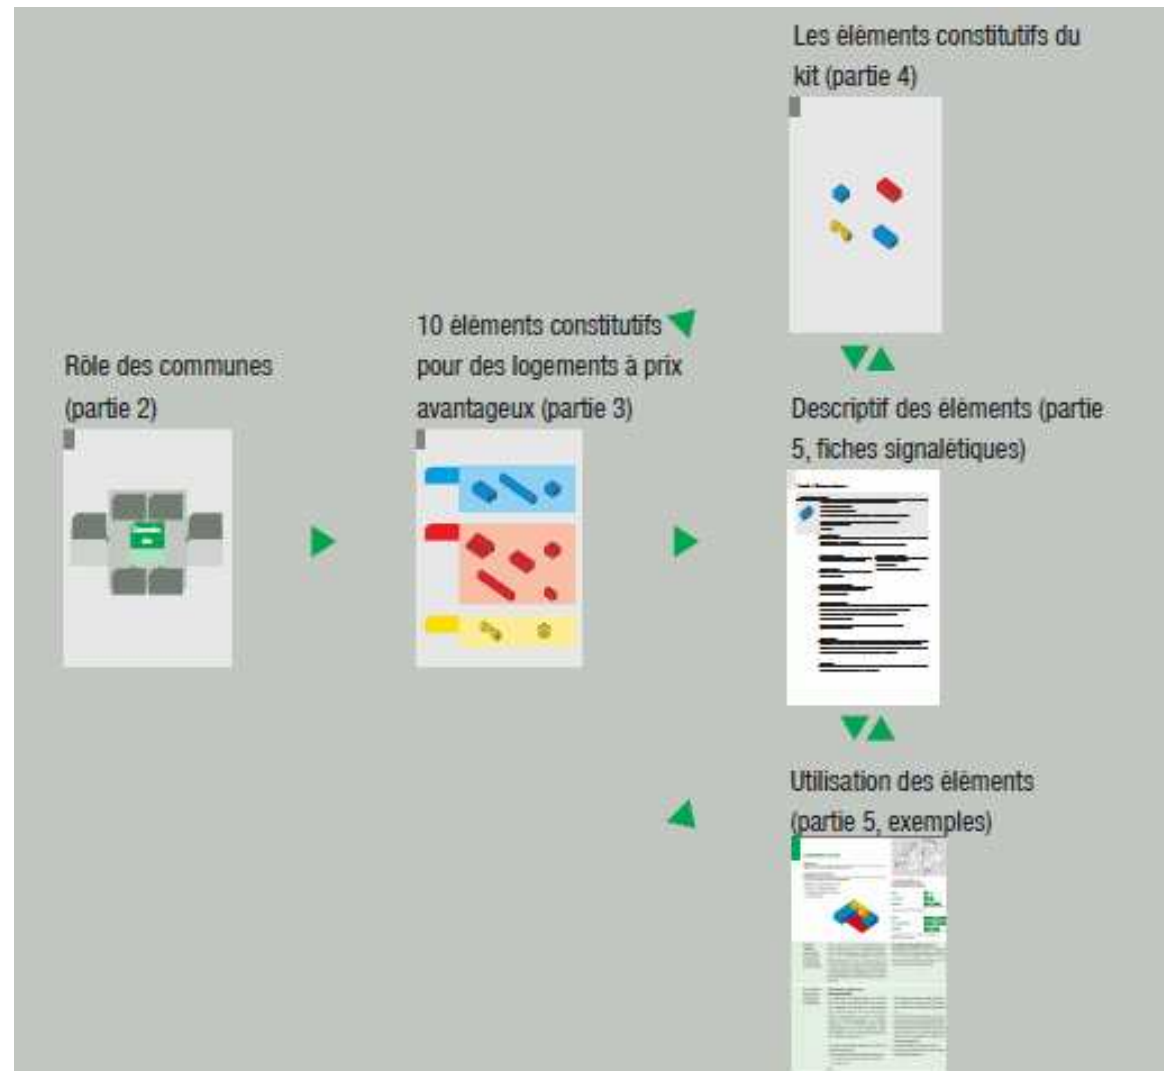 Les éléments constitutifs du
kit (partie 4)
10 éléments constitutifs
pour des logements à prix
avantageux (partie 3)
Rôle des communes
(partie 2)
Descriptif des éléments (partie
5, fiches signalétiques)
Utilisation des éléments
(partie 5, exemples)